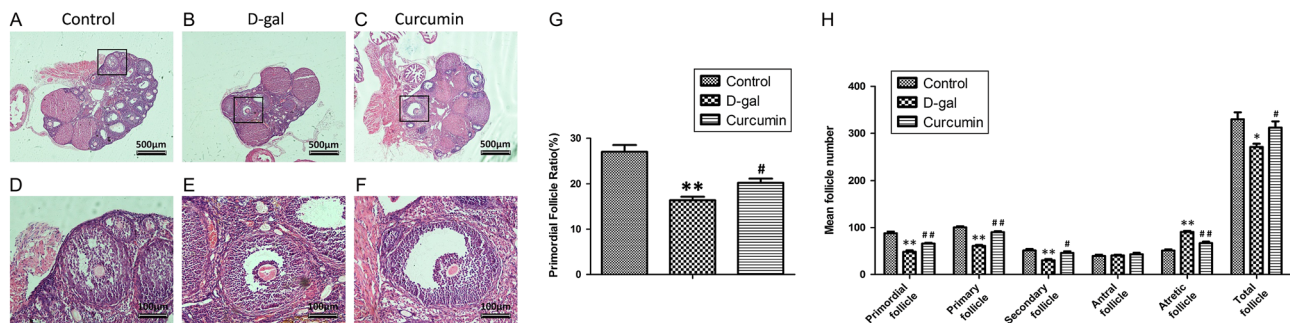 A Control
B D-gal
C Curcumin
500μm
500μm
500μm
D
E
F
100μm
100μm
100μm
G
Control
D-gal
Curcumin
Primordial Follicle Ratio(%)
40
30
20
10
0
**
#
H
Control
D-gal
Curcumin
Mean follicle number
400
300
200
100
0
**
##
**
##
**
#
**
##
*
#
Primordial
follicle
Primary
follicle
Secondary
follicle
Antral
follicle
Atretic
follicle
Total
follicle